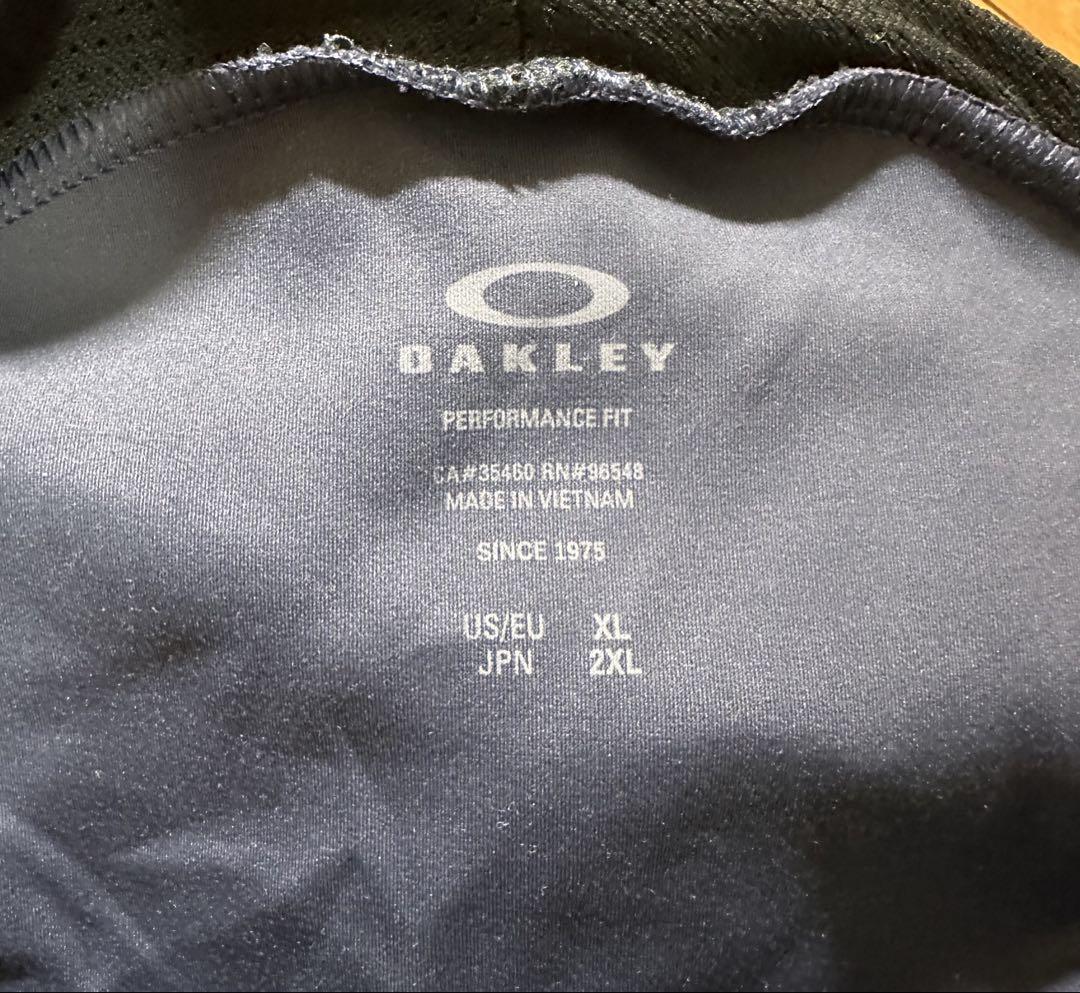 OAKLEY
PERFORMANCE FIT
CA#35460 RN#96548
MADE IN VIETNAM
SINCE 1975
US/EU XL
JPN 2XL